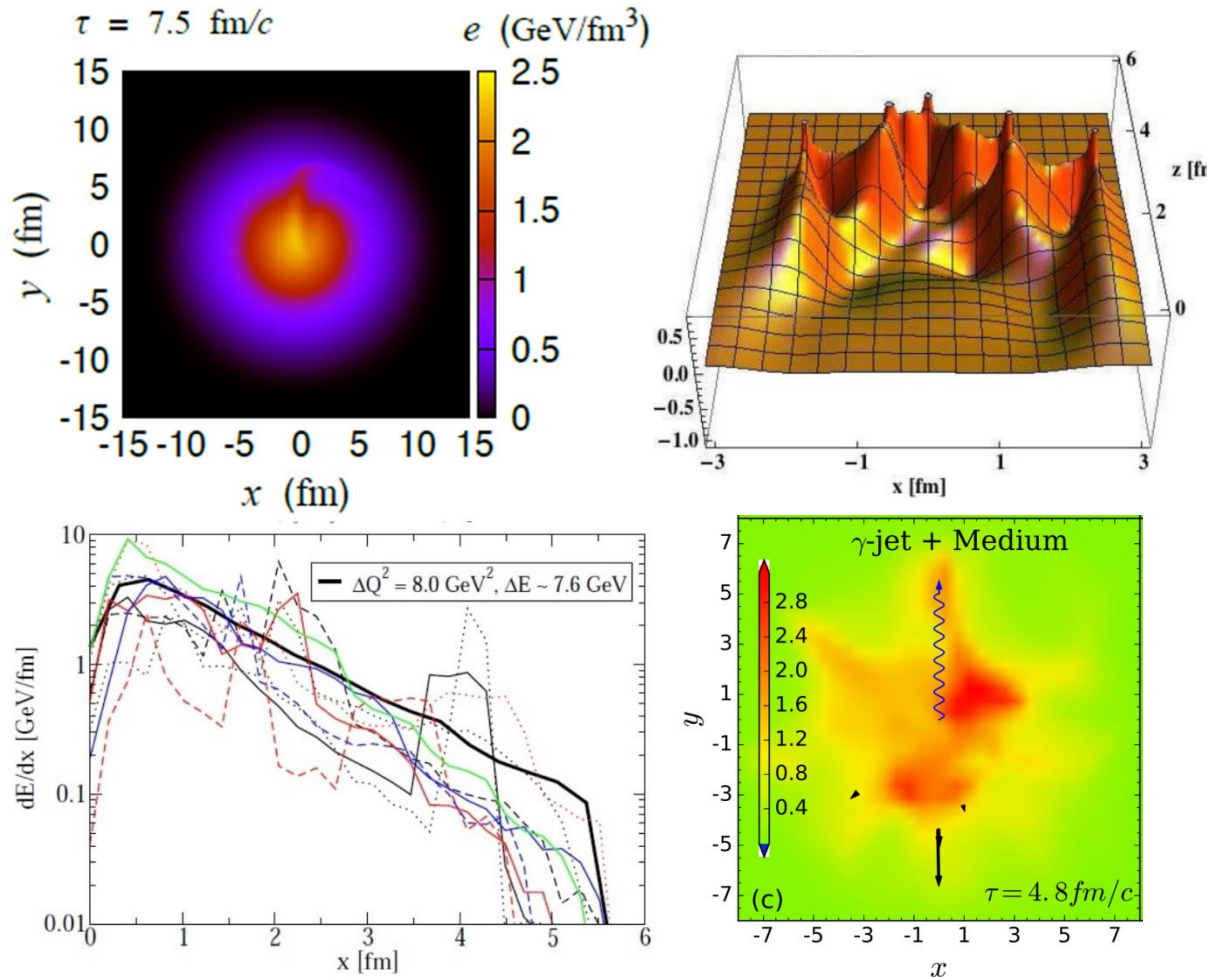 τ = 7.5 fm/c
e (GeV/fm³)
15
10
5
0
-5
-10
-15
y (fm)
-15 -10 -5 0 5 10 15
x (fm)
2.5
2
1.5
1
0.5
0
6
4
z [fm
2
0
0.5
0.0
−0.5
−1.0
−3 −1 1 3
x [fm]
10
1
0.1
0.01
dE/dx [GeV/fm]
ΔQ² = 8.0 GeV², ΔE ~ 7.6 GeV
0 1 2 3 4 5 6
x [fm]
γ-jet + Medium
7
5
3
1
-1
-3
-5
-7
y
2.8
2.4
2.0
1.6
1.2
0.8
0.4
(c)
τ = 4.8fm/c
-7 -5 -3 -1 1 3 5 7
x